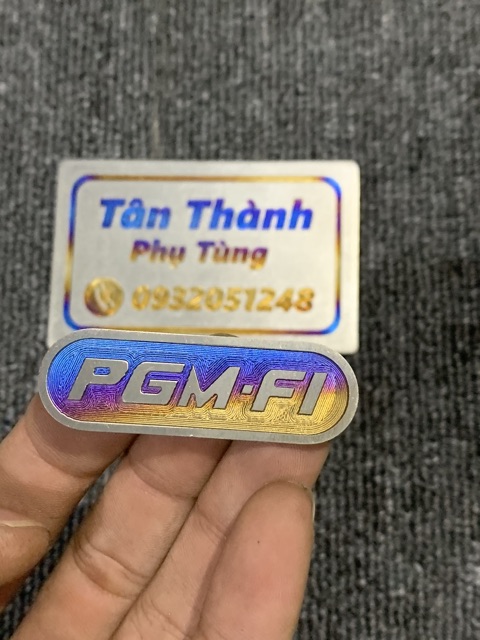 Tân Thành
Phụ Tùng
0932051248
PGM-FI